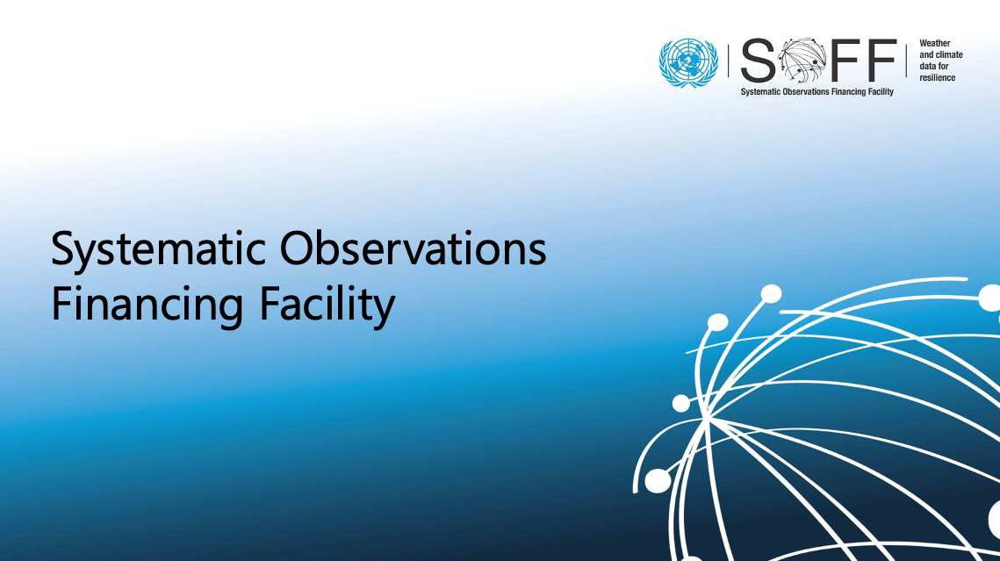 SOFF
Systematic Observations Financing Facility
Weather
and climate
data for
resilience
Systematic Observations
Financing Facility